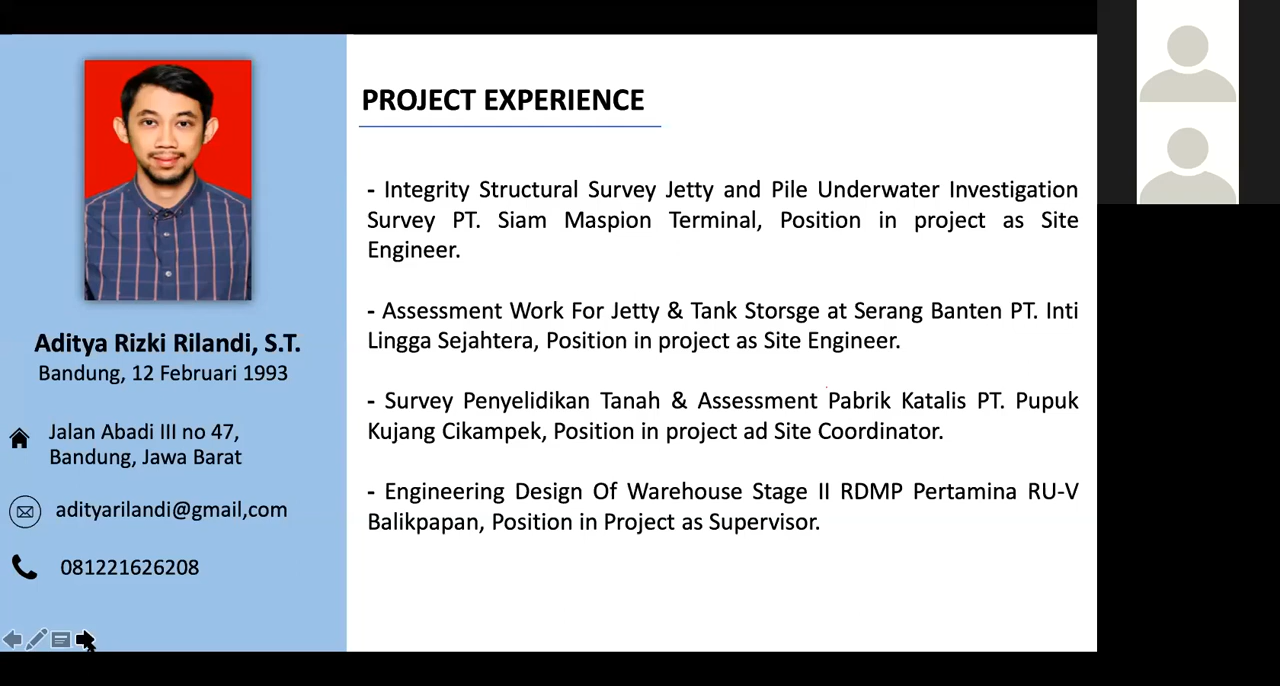 Aditya Rizki Rilandi, S.T.
Bandung, 12 Februari 1993
Jalan Abadi III no 47,
Bandung, Jawa Barat
adityarilandi@gmail,com
081221626208
PROJECT EXPERIENCE
- Integrity Structural Survey Jetty and Pile Underwater Investigation
Survey PT. Siam Maspion Terminal, Position in project as Site
Engineer.
- Assessment Work For Jetty & Tank Storsge at Serang Banten PT. Inti
Lingga Sejahtera, Position in project as Site Engineer.
- Survey Penyelidikan Tanah & Assessment Pabrik Katalis PT. Pupuk
Kujang Cikampek, Position in project ad Site Coordinator.
- Engineering Design Of Warehouse Stage II RDMP Pertamina RU-V
Balikpapan, Position in Project as Supervisor.